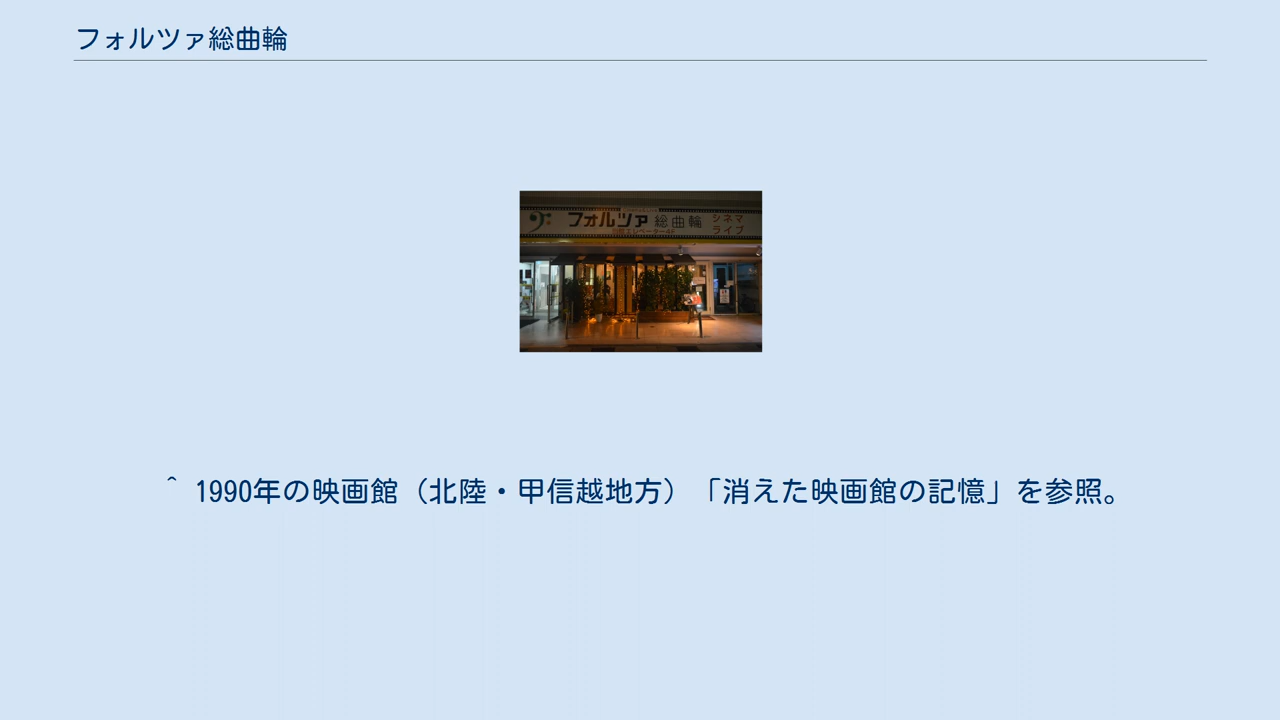 フォルツァ総曲輪
フォルツァ総曲輪
シネマ
ライブ
^ 1990年の映画館（北陸・甲信越地方）「消えた映画館の記憶」を参照。